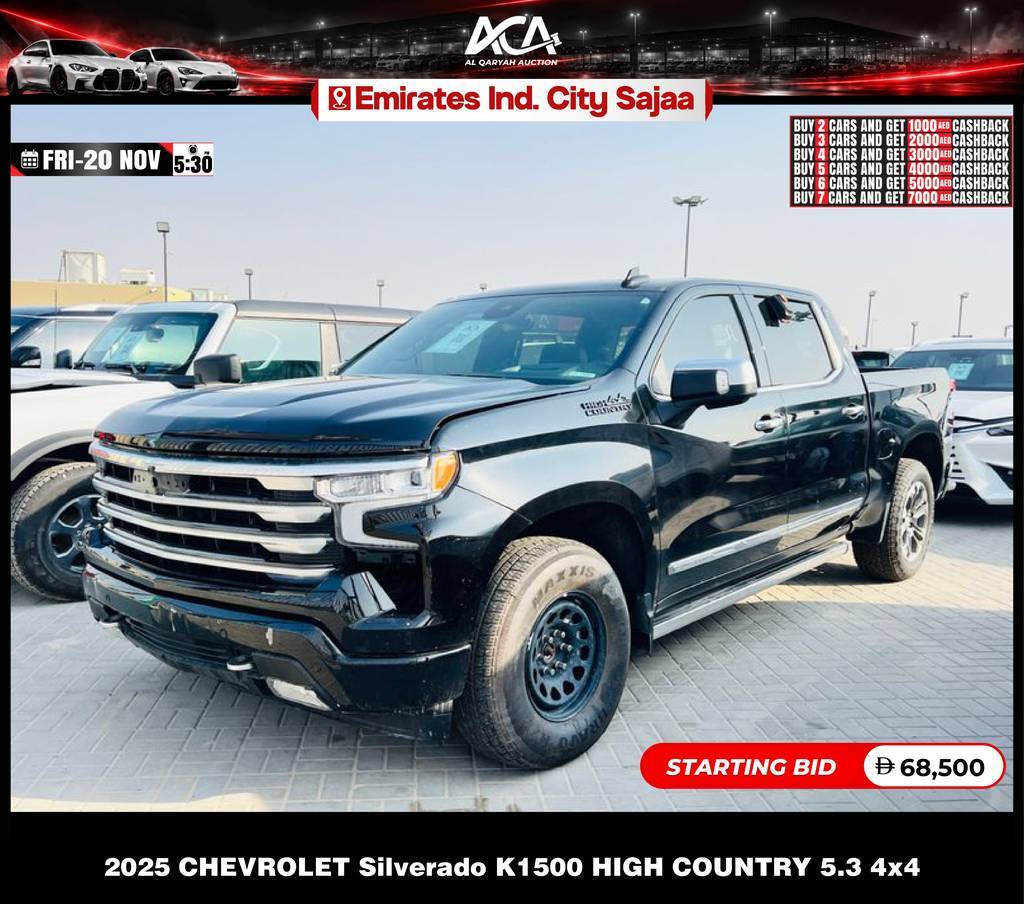 ACA
AL QARYAH AUCTION
Emirates Ind. City Sajaa
FRI-20 NOV 5:30
BUY 2 CARS AND GET 1000 AED CASHBACK
BUY 3 CARS AND GET 2000 AED CASHBACK
BUY 4 CARS AND GET 3000 AED CASHBACK
BUY 5 CARS AND GET 4000 AED CASHBACK
BUY 6 CARS AND GET 5000 AED CASHBACK
BUY 7 CARS AND GET 7000 AED CASHBACK
HIGH
COUNTRY
MAXXIS
STARTING BID 68,500
2025 CHEVROLET Silverado K1500 HIGH COUNTRY 5.3 4x4